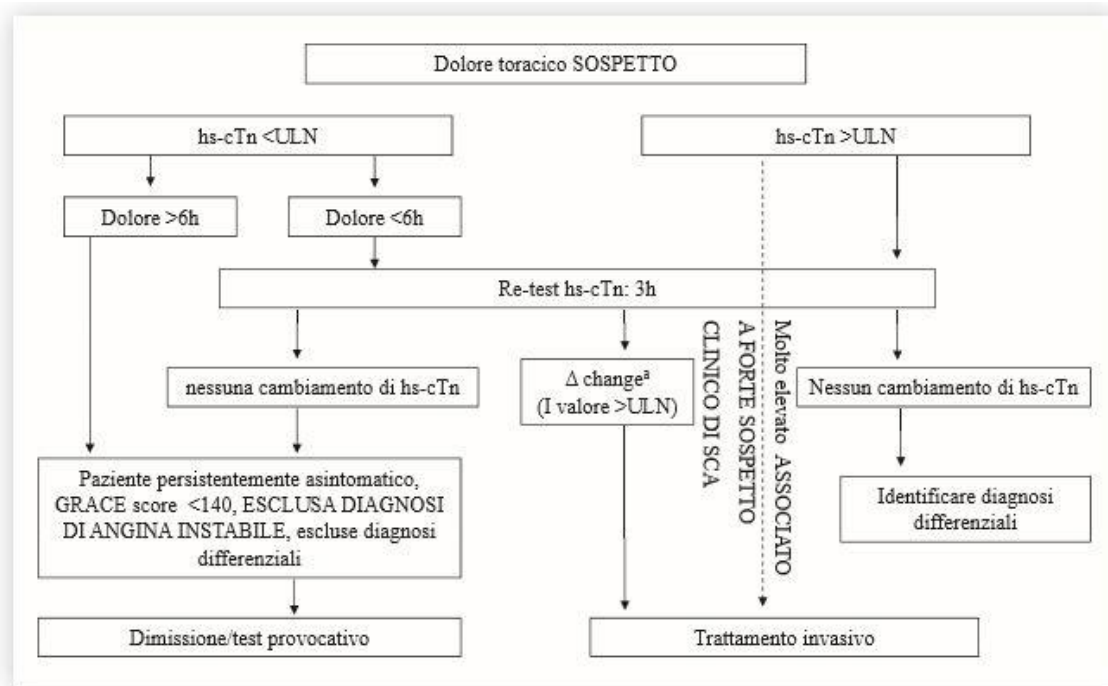 Dolore toracico SOSPETTO
hs-cTn <ULN
hs-cTn >ULN
Dolore >6h
Dolore <6h
Re-test hs-cTn: 3h
nessuna cambiamento di hs-cTn
Δ changeª
(I valore >ULN)
Molto elevato ASSOCIATO
A FORTE SOSPETTO
CLINICO DI SCA
Nessun cambiamento di hs-cTn
Paziente persistentemente asintomatico,
GRACE score <140, ESCLUSA DIAGNOSI
DI ANGINA INSTABILE, escluse diagnosi
differenziali
Identificare diagnosi
differenziali
Dimissione/test provocativo
Trattamento invasivo